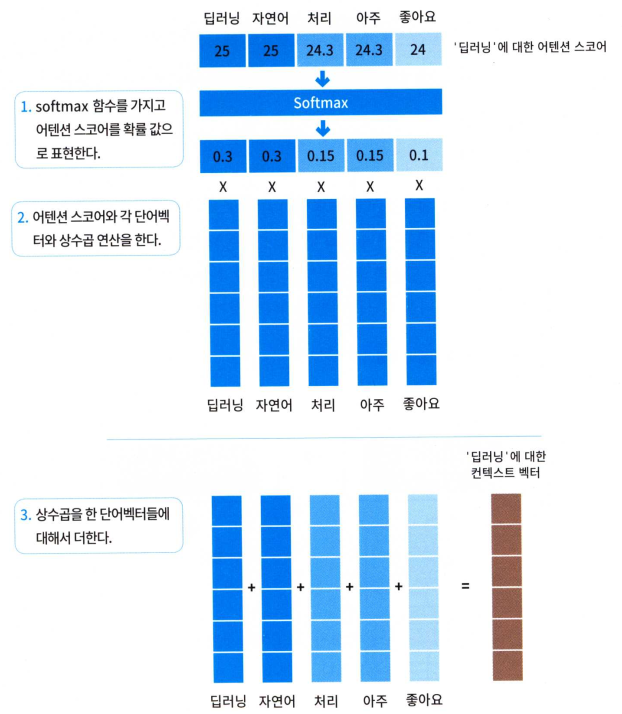 딥러닝 자연어 처리 아주 좋아요
25 25 24.3 24.3 24 '딥러닝'에 대한 어텐션 스코어
Softmax
1. softmax 함수를 가지고
어텐션 스코어를 확률 값으
로 표현한다.
0.3 0.3 0.15 0.15 0.1
X X X X X
2. 어텐션 스코어와 각 단어벡
터와 상수곱 연산을 한다.
딥러닝 자연어 처리 아주 좋아요
'딥러닝'에 대한
컨텍스트 벡터
3. 상수곱을 한 단어벡터들에
대해서 더한다.
+ + + + =
딥러닝 자연어 처리 아주 좋아요